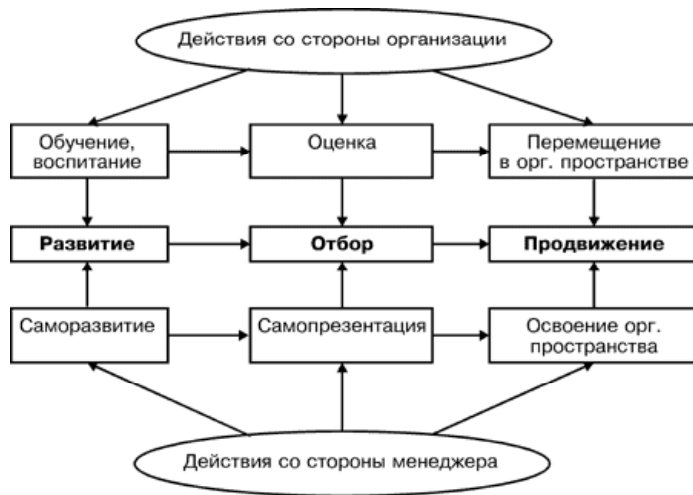 Действия со стороны организации
Обучение,
воспитание
Оценка
Перемещение
в орг. пространстве
Развитие
Отбор
Продвижение
Саморазвитие
Самопрезентация
Освоение орг.
пространства
Действия со стороны менеджера